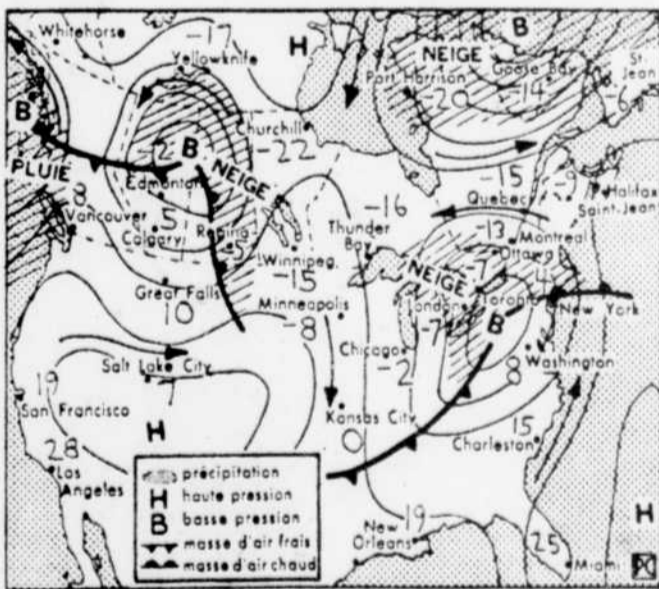 Whitehorse
-17
Yellowknife
H
NEIGE
B
Port Harrison
Goose Bay
St-
Jean
-20
-14
-6
B
Churchill
-22
-2
B
NEIGE
PLUIE
8
Edmonton
Vancouver
5
Calgary
Regina
-5
-16
-15
Quebec
-9
Halifax
Saint-Jean
Thunder
Bay
-13
Montreal
Ottawa
Winnipeg
-15
NEIGE
-7
Great Falls
10
Minneapolis
-8
London
Toronto
-7
B
New York
Chicago
-2
Washington
8
Salt Lake City
19
San Francisco
H
Kansas City
0
15
Charleston
28
Los
Angeles
précipitation
H haute pression
B basse pression
masse d'air frais
masse d'air chaud
New
Orleans
19
25
Miami
H
PC